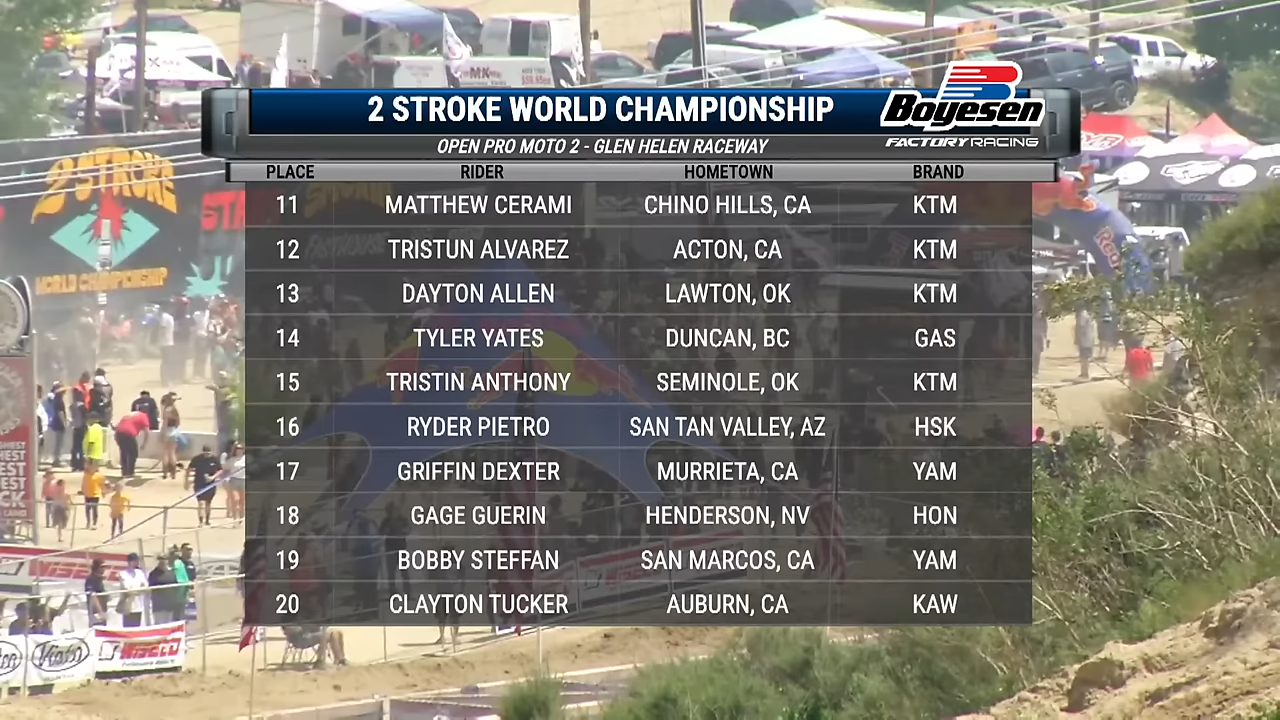 2 STROKE WORLD CHAMPIONSHIP
Boyesen
FACTORY RACING
OPEN PRO MOTO 2 - GLEN HELEN RACEWAY
PLACE RIDER HOMETOWN BRAND
11 MATTHEW CERAMI CHINO HILLS, CA KTM
12 TRISTUN ALVAREZ ACTON, CA KTM
13 DAYTON ALLEN LAWTON, OK KTM
14 TYLER YATES DUNCAN, BC GAS
15 TRISTIN ANTHONY SEMINOLE, OK KTM
16 RYDER PIETRO SAN TAN VALLEY, AZ HSK
17 GRIFFIN DEXTER MURRIETA, CA YAM
18 GAGE GUERIN HENDERSON, NV HON
19 BOBBY STEFFAN SAN MARCOS, CA YAM
20 CLAYTON TUCKER AUBURN, CA KAW
2 STROKE
WORLD CHAMPIONSHIP